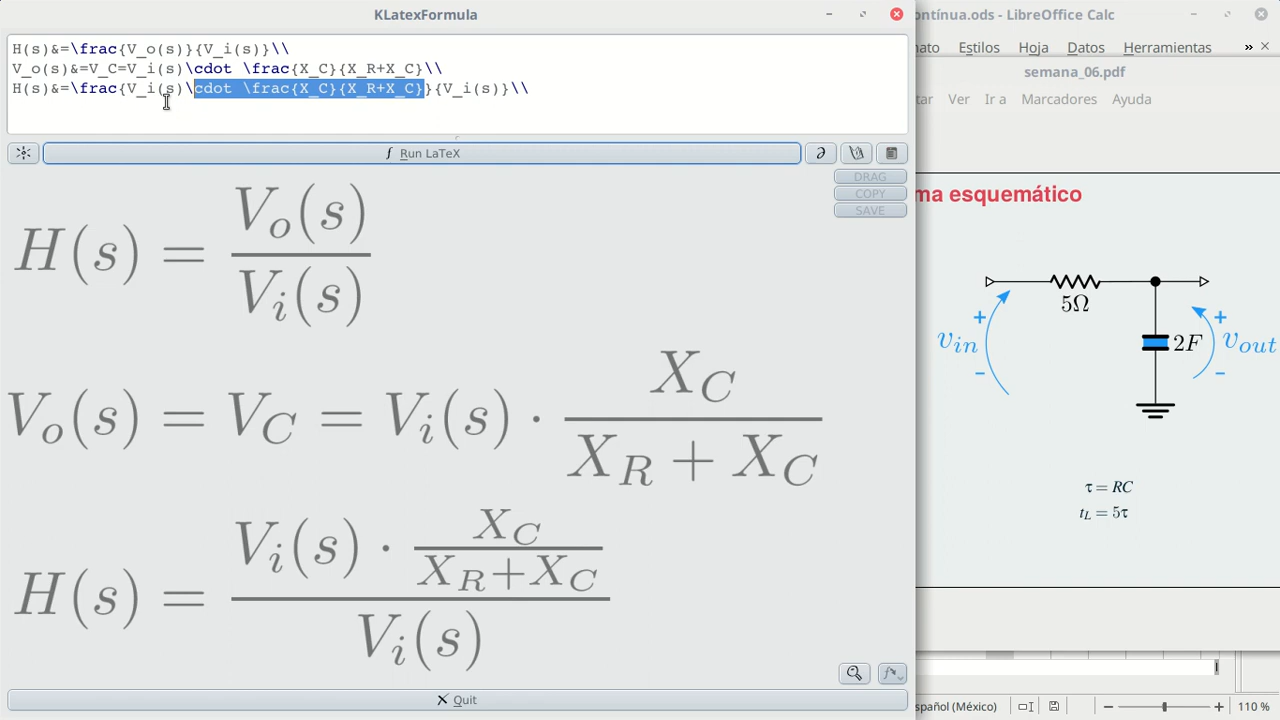 KLatexFormula
H(s)&=\frac{V_o(s)}{V_i(s)}\\
V_o(s)&=V_C=V_i(s)\cdot \frac{X_C}{X_R+X_C}\\
H(s)&=\frac{V_i(s)\cdot \frac{X_C}{X_R+X_C}}{V_i(s)}\\
ƒ Run LaTeX
∂
DRAG
COPY
SAVE
H(s) = V_o(s) / V_i(s)
V_o(s) = V_C = V_i(s) · X_C / X_R + X_C
H(s) = V_i(s) · X_C / X_R+X_C / V_i(s)
Quit
ontínua.ods - LibreOffice Calc
nato Estilos Hoja Datos Herramientas »
semana_06.pdf
tar Ver Ir a Marcadores Ayuda
ma esquemático
5Ω
+ +
v_in 2F v_out
– –
τ = RC
t_L = 5τ
spañol (México) 110 %